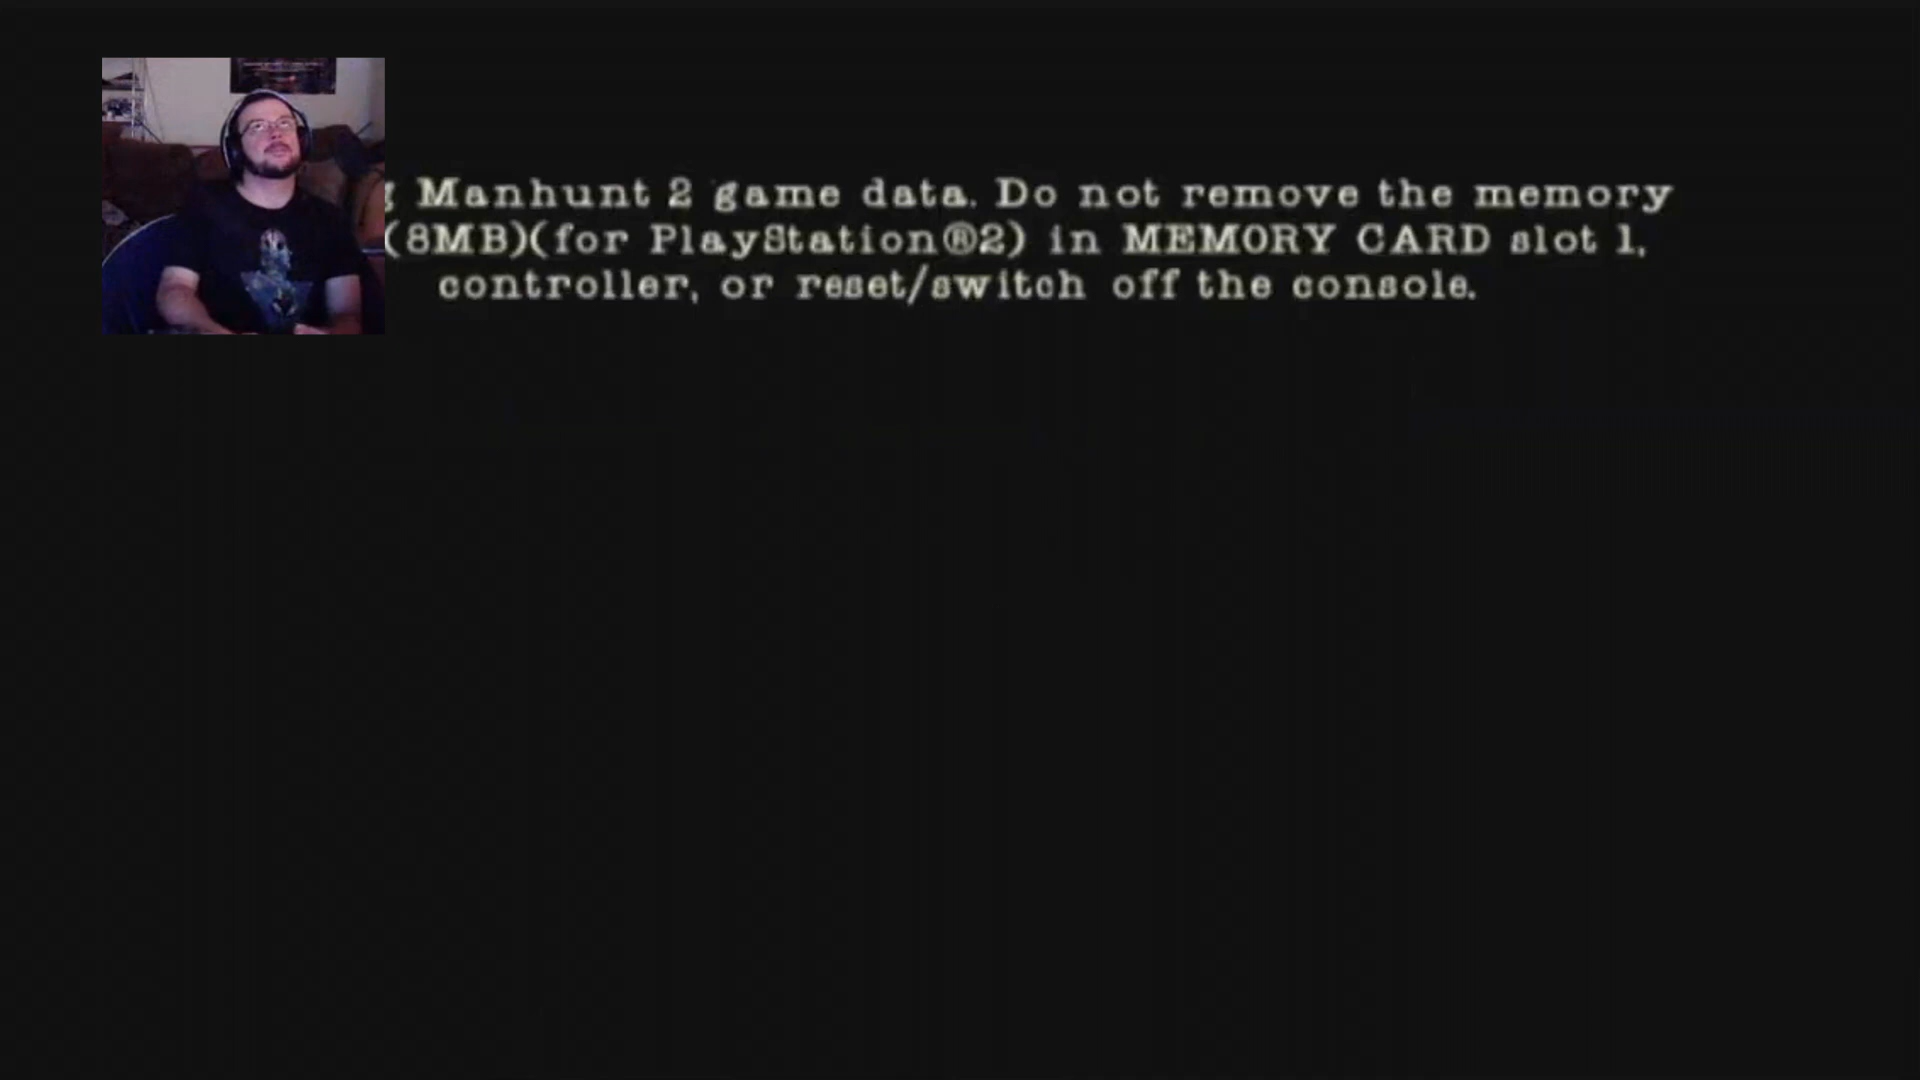 Manhunt 2 game data. Do not remove the memory
(8MB)(for PlayStation®2) in MEMORY CARD slot 1,
controller, or reset/switch off the console.